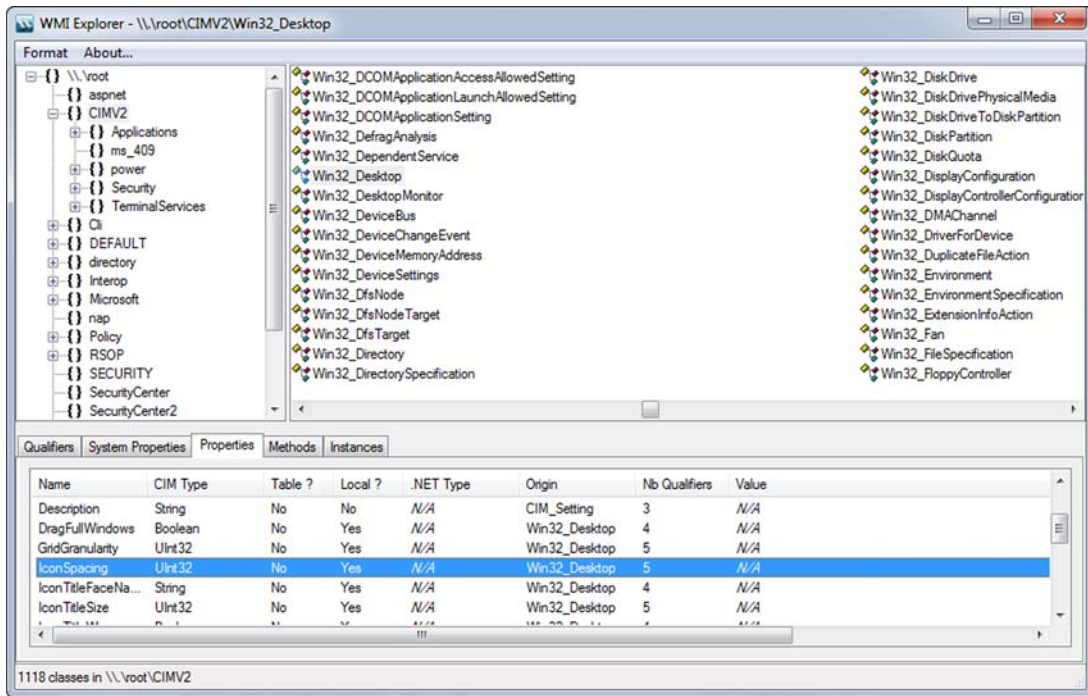 WMI Explorer - \\.\root\CIMV2\Win32_Desktop
Format About...
\\.\root
aspnet
CIMV2
Applications
ms_409
power
Security
TerminalServices
Cli
DEFAULT
directory
Interop
Microsoft
nap
Policy
RSOP
SECURITY
SecurityCenter
SecurityCenter2
Win32_DCOMApplicationAccessAllowedSetting
Win32_DCOMApplicationLaunchAllowedSetting
Win32_DCOMApplicationSetting
Win32_DefragAnalysis
Win32_DependentService
Win32_Desktop
Win32_DesktopMonitor
Win32_DeviceBus
Win32_DeviceChangeEvent
Win32_DeviceMemoryAddress
Win32_DeviceSettings
Win32_DfsNode
Win32_DfsNodeTarget
Win32_DfsTarget
Win32_Directory
Win32_DirectorySpecification
Win32_DiskDrive
Win32_DiskDrivePhysicalMedia
Win32_DiskDriveToDiskPartition
Win32_DiskPartition
Win32_DiskQuota
Win32_DisplayConfiguration
Win32_DisplayControllerConfiguration
Win32_DMAChannel
Win32_DriverForDevice
Win32_DuplicateFileAction
Win32_Environment
Win32_EnvironmentSpecification
Win32_ExtensionInfoAction
Win32_Fan
Win32_FileSpecification
Win32_FloppyController
Qualifiers System Properties Properties Methods Instances
Name CIM Type Table ? Local ? .NET Type Origin Nb Qualifiers Value
Description String No No N/A CIM_Setting 3 N/A
DragFullWindows Boolean No Yes N/A Win32_Desktop 4 N/A
GridGranularity UInt32 No Yes N/A Win32_Desktop 5 N/A
IconSpacing UInt32 No Yes N/A Win32_Desktop 5 N/A
IconTitleFaceNa... String No Yes N/A Win32_Desktop 4 N/A
IconTitleSize UInt32 No Yes N/A Win32_Desktop 5 N/A
1118 classes in \\.\root\CIMV2